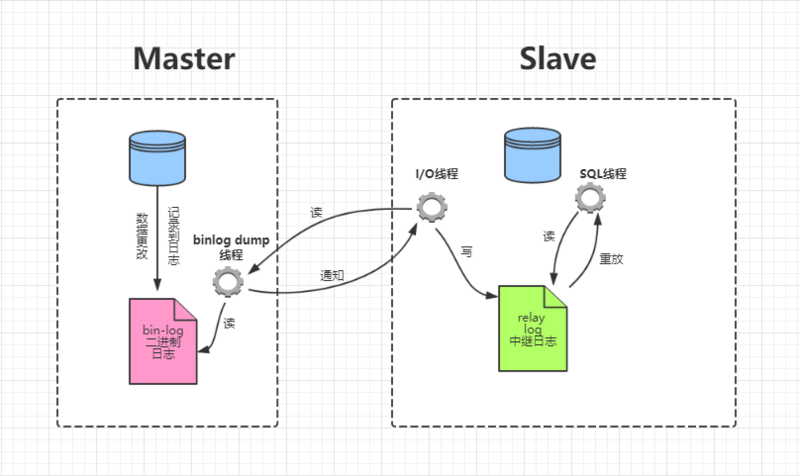 Master
Slave
数据更改
记录到日志
binlog dump
线程
读
通知
读
bin-log
二进制
日志
I/O线程
SQL线程
写
读
重放
relay
log
中继日志